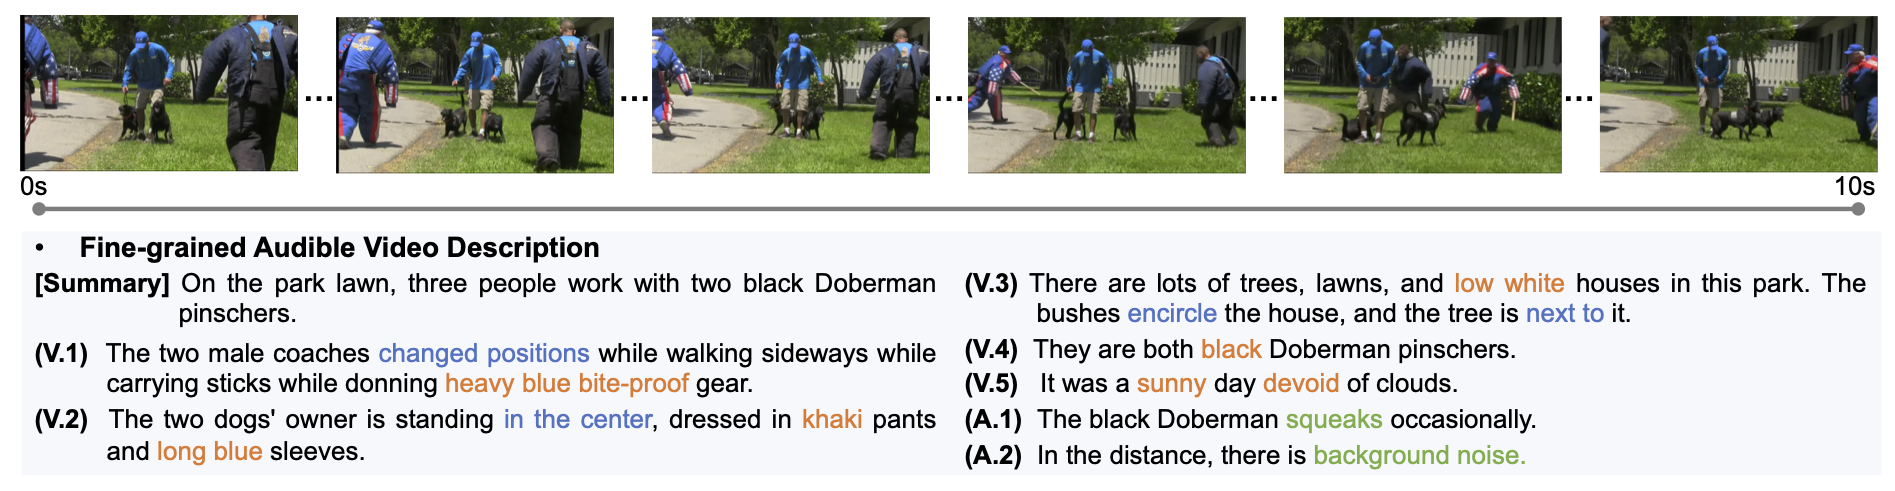 ... ... ... ... ...
0s 10s
• Fine-grained Audible Video Description
[Summary] On the park lawn, three people work with two black Doberman
pinschers.
(V.1) The two male coaches changed positions while walking sideways while
carrying sticks while donning heavy blue bite-proof gear.
(V.2) The two dogs' owner is standing in the center, dressed in khaki pants
and long blue sleeves.
(V.3) There are lots of trees, lawns, and low white houses in this park. The
bushes encircle the house, and the tree is next to it.
(V.4) They are both black Doberman pinschers.
(V.5) It was a sunny day devoid of clouds.
(A.1) The black Doberman squeaks occasionally.
(A.2) In the distance, there is background noise.